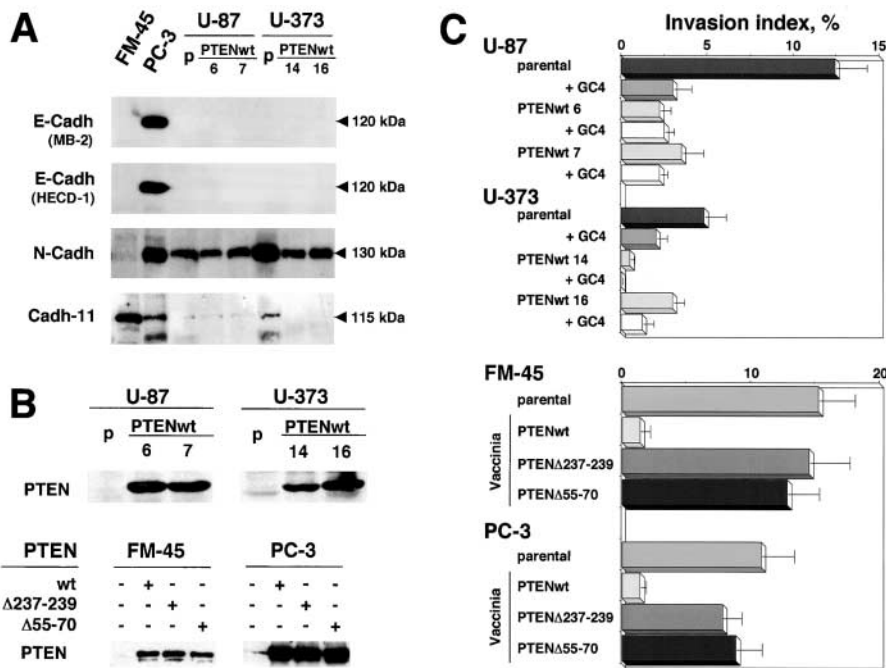 A
FM-45
PC-3
U-87
U-373
p
PTENwt
p
PTENwt
6
7
14
16
E-Cadh
(MB-2)
120 kDa
E-Cadh
(HECD-1)
120 kDa
N-Cadh
130 kDa
Cadh-11
115 kDa
B
U-87
U-373
p
PTENwt
p
PTENwt
6
7
14
16
PTEN
PTEN
FM-45
PC-3
wt
- + - - - + - -
Δ237-239
- - + - - - + -
Δ55-70
- - - + - - - +
PTEN
C
Invasion index, %
U-87
0 5 10 15
parental
+ GC4
PTENwt 6
+ GC4
PTENwt 7
+ GC4
U-373
parental
+ GC4
PTENwt 14
+ GC4
PTENwt 16
+ GC4
0 10 20
FM-45
parental
Vaccinia
PTENwt
PTENΔ237-239
PTENΔ55-70
PC-3
parental
Vaccinia
PTENwt
PTENΔ237-239
PTENΔ55-70